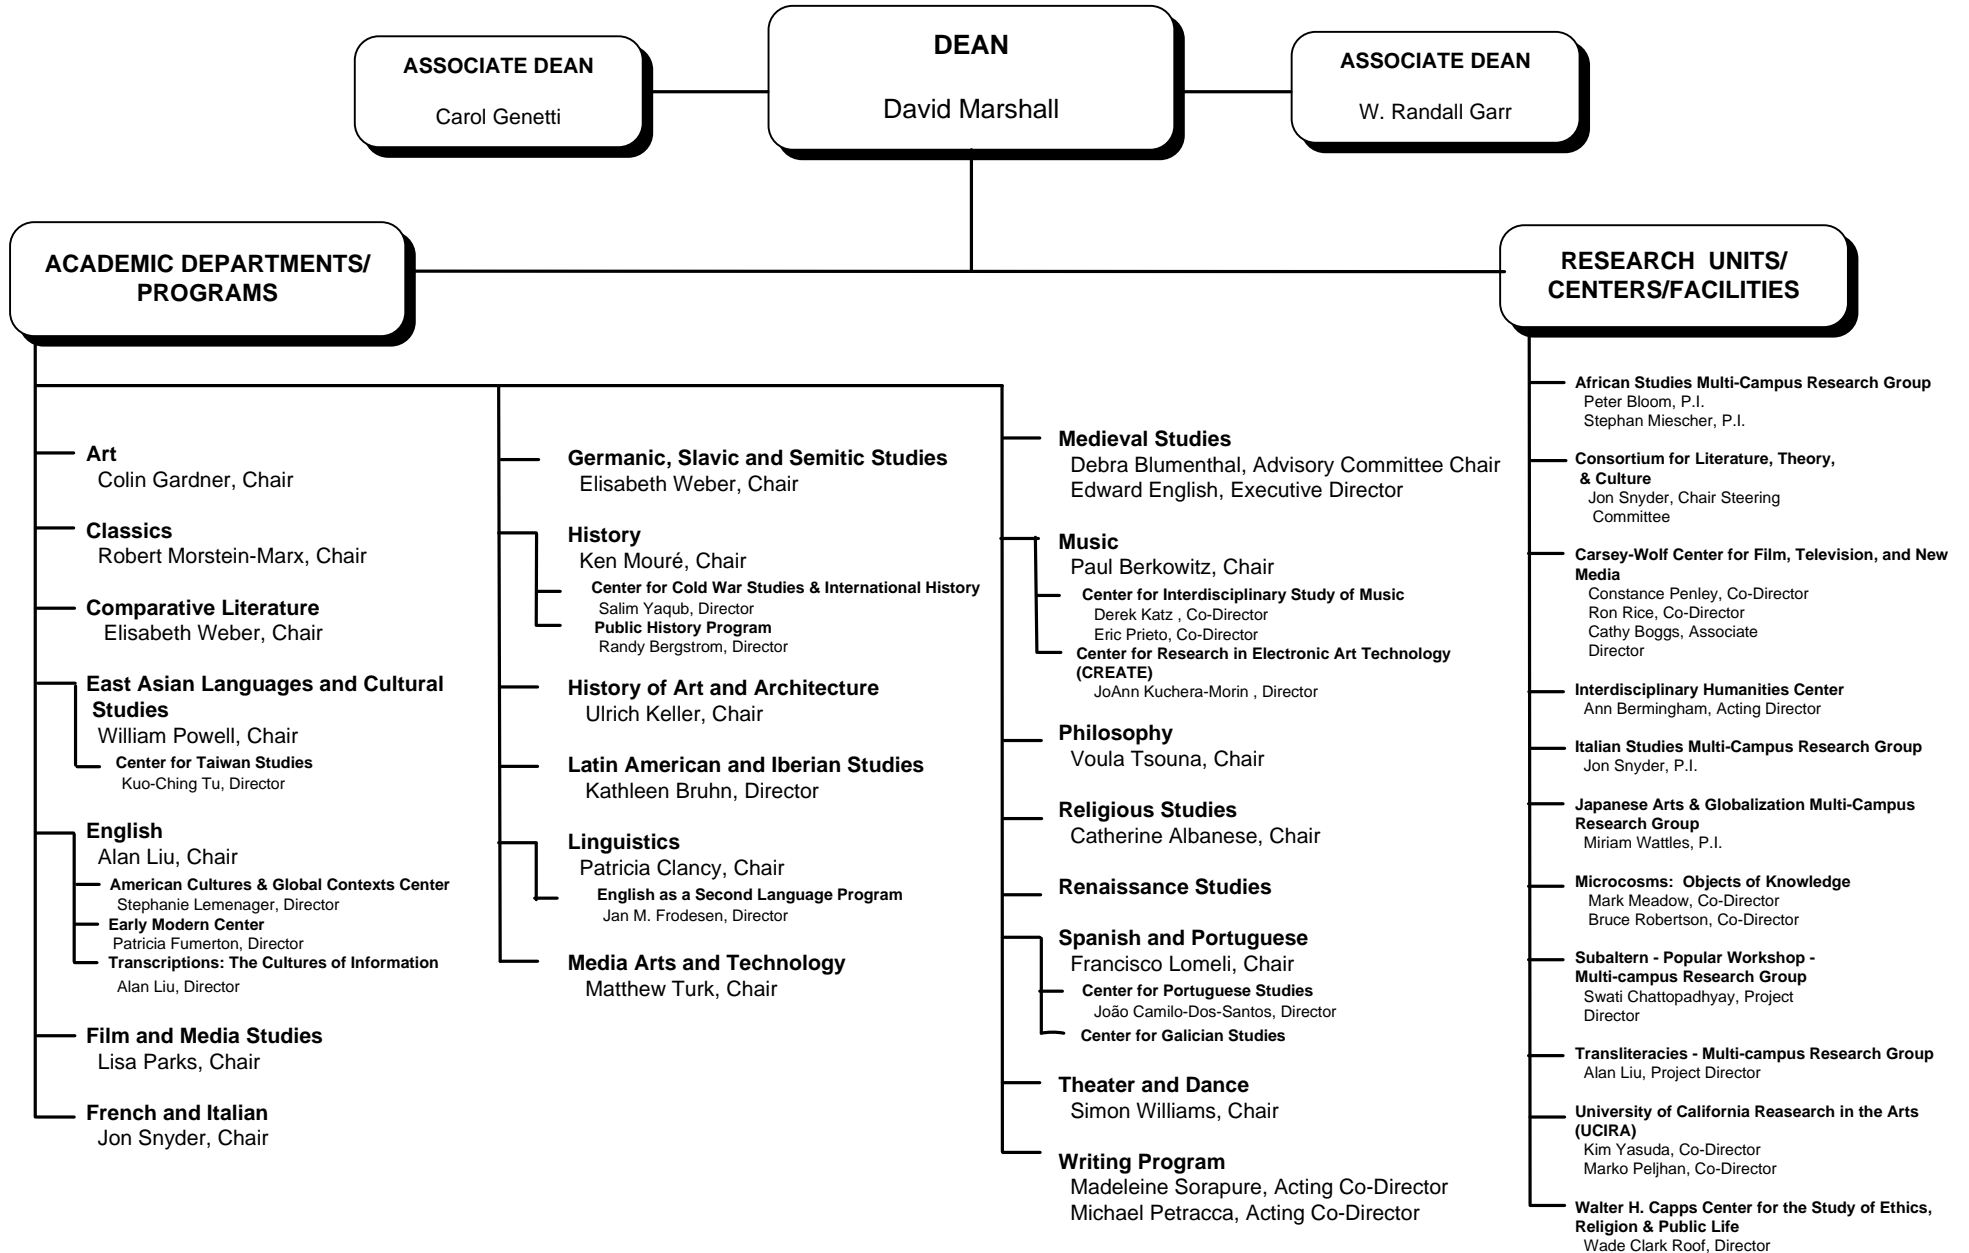 DEAN
David Marshall
ASSOCIATE DEAN
Carol Genetti
ASSOCIATE DEAN
W. Randall Garr
ACADEMIC DEPARTMENTS/
PROGRAMS
Art
Colin Gardner, Chair
Classics
Robert Morstein-Marx, Chair
Comparative Literature
Elisabeth Weber, Chair
East Asian Languages and Cultural
Studies
William Powell, Chair
Center for Taiwan Studies
Kuo-Ching Tu, Director
English
Alan Liu, Chair
American Cultures & Global Contexts Center
Stephanie Lemenager, Director
Early Modern Center
Patricia Fumerton, Director
Transcriptions: The Cultures of Information
Alan Liu, Director
Film and Media Studies
Lisa Parks, Chair
French and Italian
Jon Snyder, Chair
Germanic, Slavic and Semitic Studies
Elisabeth Weber, Chair
History
Ken Mouré, Chair
Center for Cold War Studies & International History
Salim Yaqub, Director
Public History Program
Randy Bergstrom, Director
History of Art and Architecture
Ulrich Keller, Chair
Latin American and Iberian Studies
Kathleen Bruhn, Director
Linguistics
Patricia Clancy, Chair
English as a Second Language Program
Jan M. Frodesen, Director
Media Arts and Technology
Matthew Turk, Chair
Medieval Studies
Debra Blumenthal, Advisory Committee Chair
Edward English, Executive Director
Music
Paul Berkowitz, Chair
Center for Interdisciplinary Study of Music
Derek Katz , Co-Director
Eric Prieto, Co-Director
Center for Research in Electronic Art Technology
(CREATE)
JoAnn Kuchera-Morin , Director
Philosophy
Voula Tsouna, Chair
Religious Studies
Catherine Albanese, Chair
Renaissance Studies
Spanish and Portuguese
Francisco Lomeli, Chair
Center for Portuguese Studies
João Camilo-Dos-Santos, Director
Center for Galician Studies
Theater and Dance
Simon Williams, Chair
Writing Program
Madeleine Sorapure, Acting Co-Director
Michael Petracca, Acting Co-Director
RESEARCH UNITS/
CENTERS/FACILITIES
African Studies Multi-Campus Research Group
Peter Bloom, P.I.
Stephan Miescher, P.I.
Consortium for Literature, Theory,
& Culture
Jon Snyder, Chair Steering
Committee
Carsey-Wolf Center for Film, Television, and New
Media
Constance Penley, Co-Director
Ron Rice, Co-Director
Cathy Boggs, Associate
Director
Interdisciplinary Humanities Center
Ann Bermingham, Acting Director
Italian Studies Multi-Campus Research Group
Jon Snyder, P.I.
Japanese Arts & Globalization Multi-Campus
Research Group
Miriam Wattles, P.I.
Microcosms: Objects of Knowledge
Mark Meadow, Co-Director
Bruce Robertson, Co-Director
Subaltern - Popular Workshop -
Multi-campus Research Group
Swati Chattopadhyay, Project
Director
Transliteracies - Multi-campus Research Group
Alan Liu, Project Director
University of California Reasearch in the Arts
(UCIRA)
Kim Yasuda, Co-Director
Marko Peljhan, Co-Director
Walter H. Capps Center for the Study of Ethics,
Religion & Public Life
Wade Clark Roof, Director